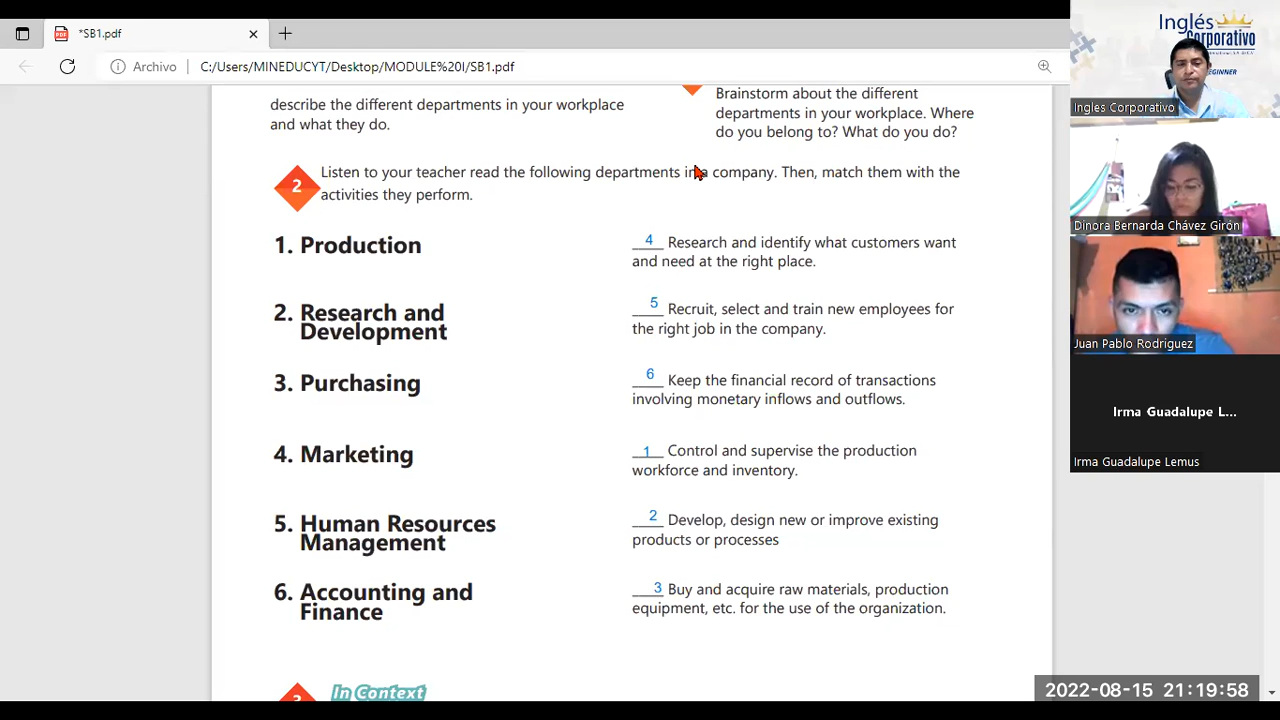 *SB1.pdf
Archivo
C:/Users/MINEDUCYT/Desktop/MODULE%20I/SB1.pdf
describe the different departments in your workplace
and what they do.
Brainstorm about the different
departments in your workplace. Where
do you belong to? What do you do?
2
Listen to your teacher read the following departments in a company. Then, match them with the
activities they perform.
1. Production
4 Research and identify what customers want
and need at the right place.
2. Research and
Development
5 Recruit, select and train new employees for
the right job in the company.
3. Purchasing
6 Keep the financial record of transactions
involving monetary inflows and outflows.
4. Marketing
1 Control and supervise the production
workforce and inventory.
5. Human Resources
Management
2 Develop, design new or improve existing
products or processes
6. Accounting and
Finance
3 Buy and acquire raw materials, production
equipment, etc. for the use of the organization.
3
In Context
Inglés
Corporativo
Ingles Corporativo
Dinora Bernarda Chávez Girón
Juan Pablo Rodriguez
Irma Guadalupe L...
Irma Guadalupe Lemus
2022-08-15 21:19:58